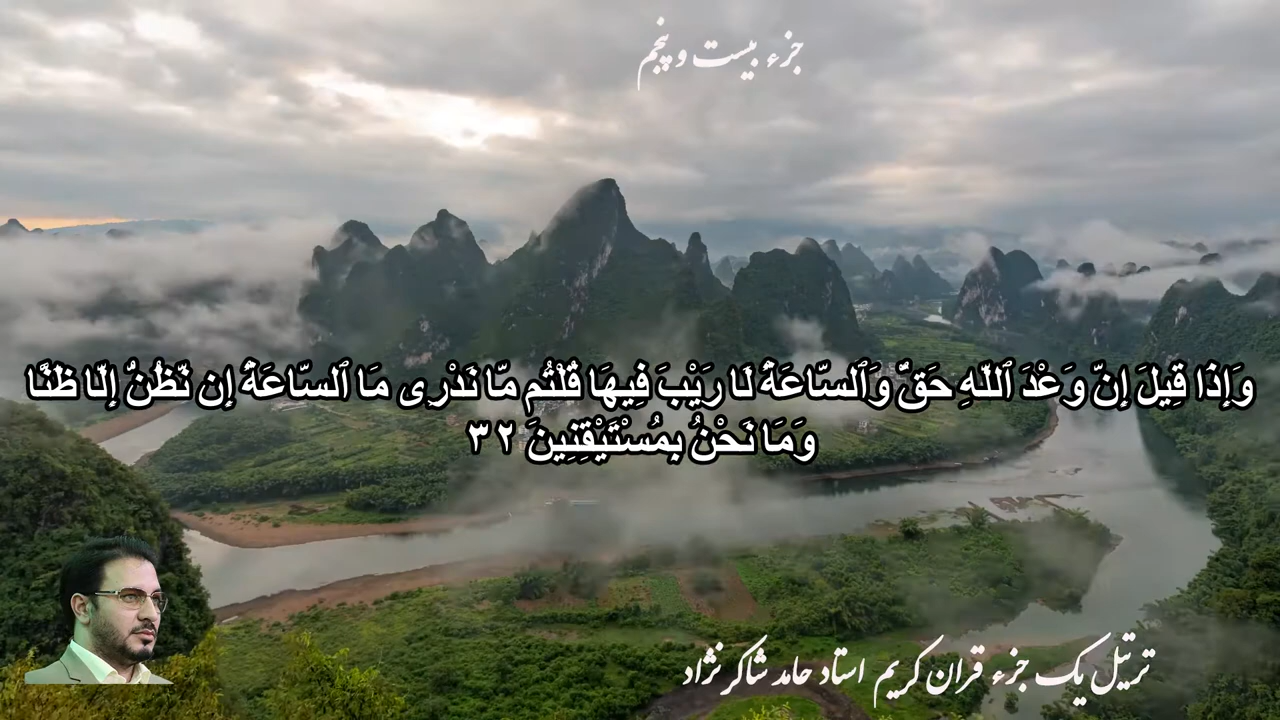 جزء بیست و پنجم
وَإِذَا قِيلَ إِنَّ وَعْدَ ٱللَّهِ حَقٌّ وَٱلسَّاعَةُ لَا رَيْبَ فِيهَا قُلْتُم مَّا نَدْرِى مَا ٱلسَّاعَةُ إِن نَّظُنُّ إِلَّا ظَنًّا
وَمَا نَحْنُ بِمُسْتَيْقِنِينَ ٣٢
ترتیل یک جزء قران کریم استاد حامد شاکرنژاد